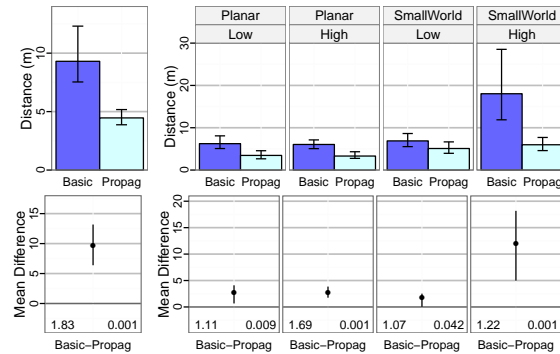 Planar Planar SmallWorld SmallWorld
Low High Low High
Distance (m)
0 5 10
Basic Propag
Distance (m)
0 10 20 30
Basic Propag Basic Propag Basic Propag Basic Propag
Mean Difference
0 5 10 15
1.83 0.001
Basic−Propag
Mean Difference
0 5 10 15 20
1.11 0.009 1.69 0.001 1.07 0.042 1.22 0.001
Basic−Propag Basic−Propag Basic−Propag Basic−Propag